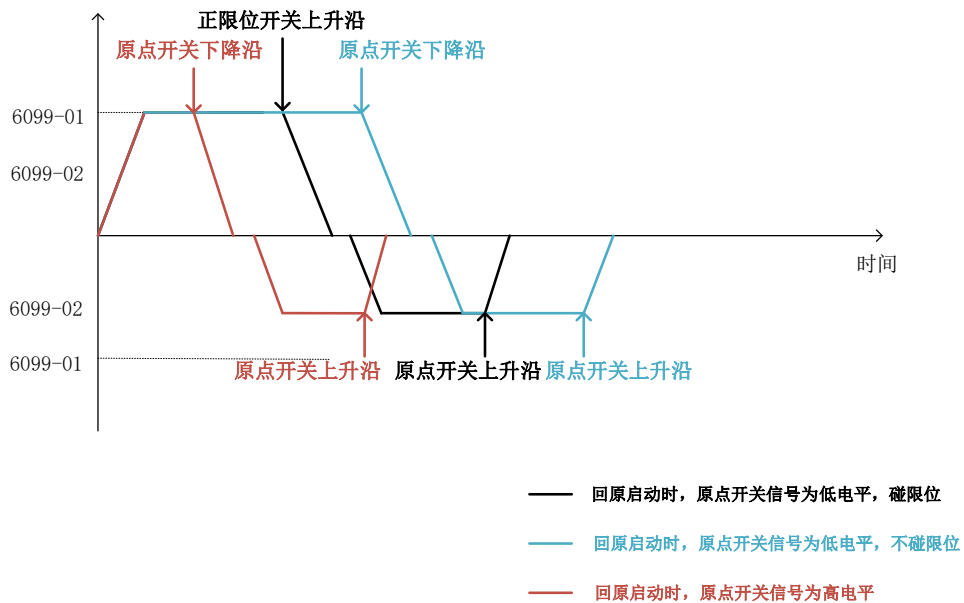 正限位开关上升沿
原点开关下降沿
原点开关下降沿
6099-01
6099-02
时间
6099-02
6099-01
原点开关上升沿
原点开关上升沿
原点开关上升沿
回原启动时，原点开关信号为低电平，碰限位
回原启动时，原点开关信号为低电平，不碰限位
回原启动时，原点开关信号为高电平